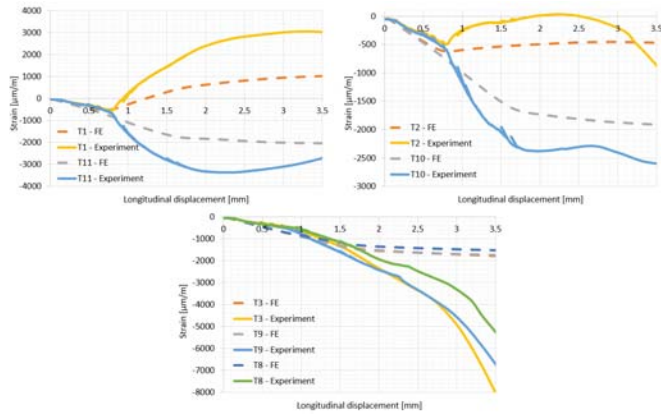 4000
3000
2000
1000
0
-1000
-2000
-3000
-4000
0 0.5 1 1.5 2 2.5 3 3.5
Strain [µm/m]
Longitudinal displacement [mm]
T1 - FE
T1 - Experiment
T11 - FE
T11 - Experiment
0
-500
-1000
-1500
-2000
-2500
-3000
0 0.5 1 1.5 2 2.5 3 3.5
Strain [µm/m]
Longitudinal displacement [mm]
T2 - FE
T2 - Experiment
T10 - FE
T10 - Experiment
0
-1000
-2000
-3000
-4000
-5000
-6000
-7000
-8000
0 0.5 1 1.5 2 2.5 3 3.5
Strain [µm/m]
T3 - FE
T3 - Experiment
T9 - FE
T9 - Experiment
T8 - FE
T8 - Experiment
Longitudinal displacement [mm]